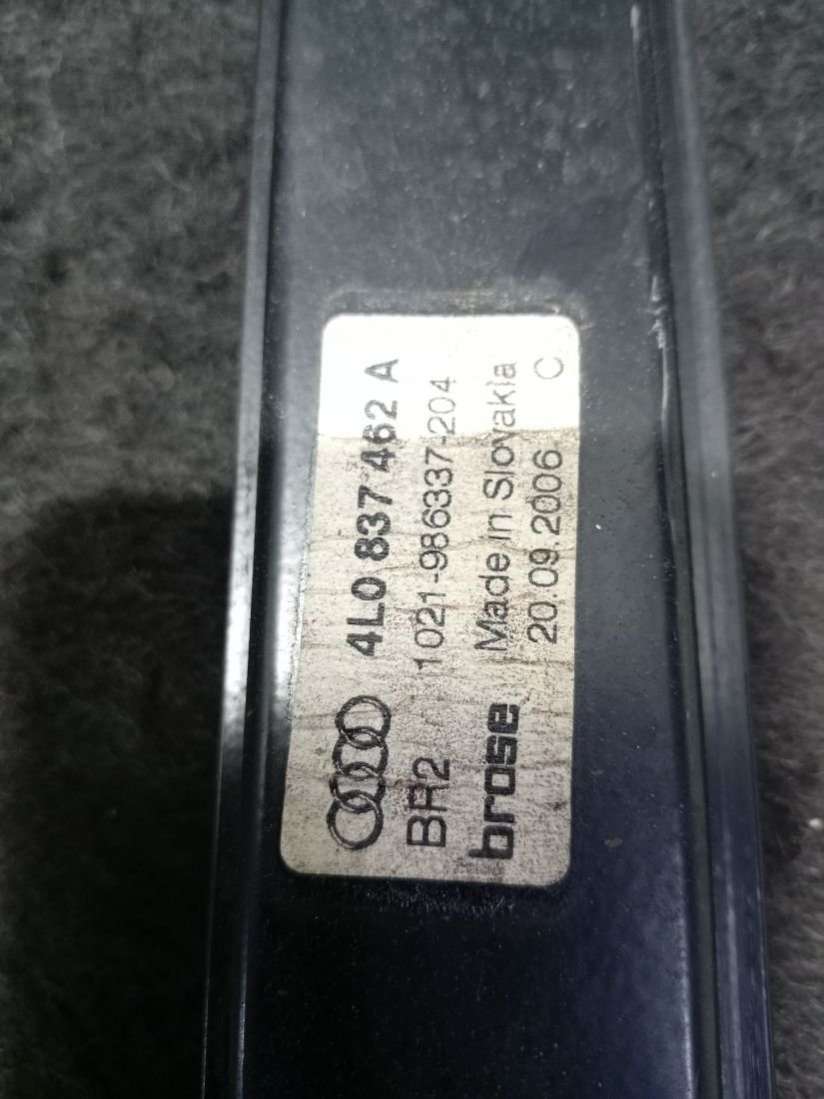 4L0 837 462 A
BR2 1021-986337-204
brose Made in Slovakia
20.09.2006 C